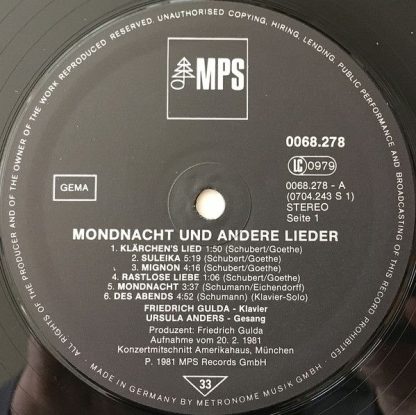 ALL RIGHTS OF THE PRODUCER AND OF THE OWNER OF THE WORK REPRODUCED RESERVED. UNAUTHORISED COPYING, HIRING, LENDING, PUBLIC PERFORMANCE AND BROADCASTING OF THIS RECORD PROHIBITED
MPS
0068.278
LC 0979
GEMA
0068.278 - A
(0704.243 S 1)
STEREO
Seite 1
MONDNACHT UND ANDERE LIEDER
1. KLÄRCHEN'S LIED 1:50 (Schubert/Goethe)
2. SULEIKA 5:19 (Schubert/Goethe)
3. MIGNON 4:16 (Schubert/Goethe)
4. RASTLOSE LIEBE 1:06 (Schubert/Goethe)
5. MONDNACHT 3:37 (Schumann/Eichendorff)
6. DES ABENDS 4:52 (Schumann) (Klavier-Solo)
FRIEDRICH GULDA - Klavier
URSULA ANDERS - Gesang
Produzent: Friedrich Gulda
Aufnahme vom 20. 2. 1981
Konzertmitschnitt Amerikahaus, München
P. 1981 MPS Records GmbH
33
MADE IN GERMANY BY METRONOME MUSIK GMBH